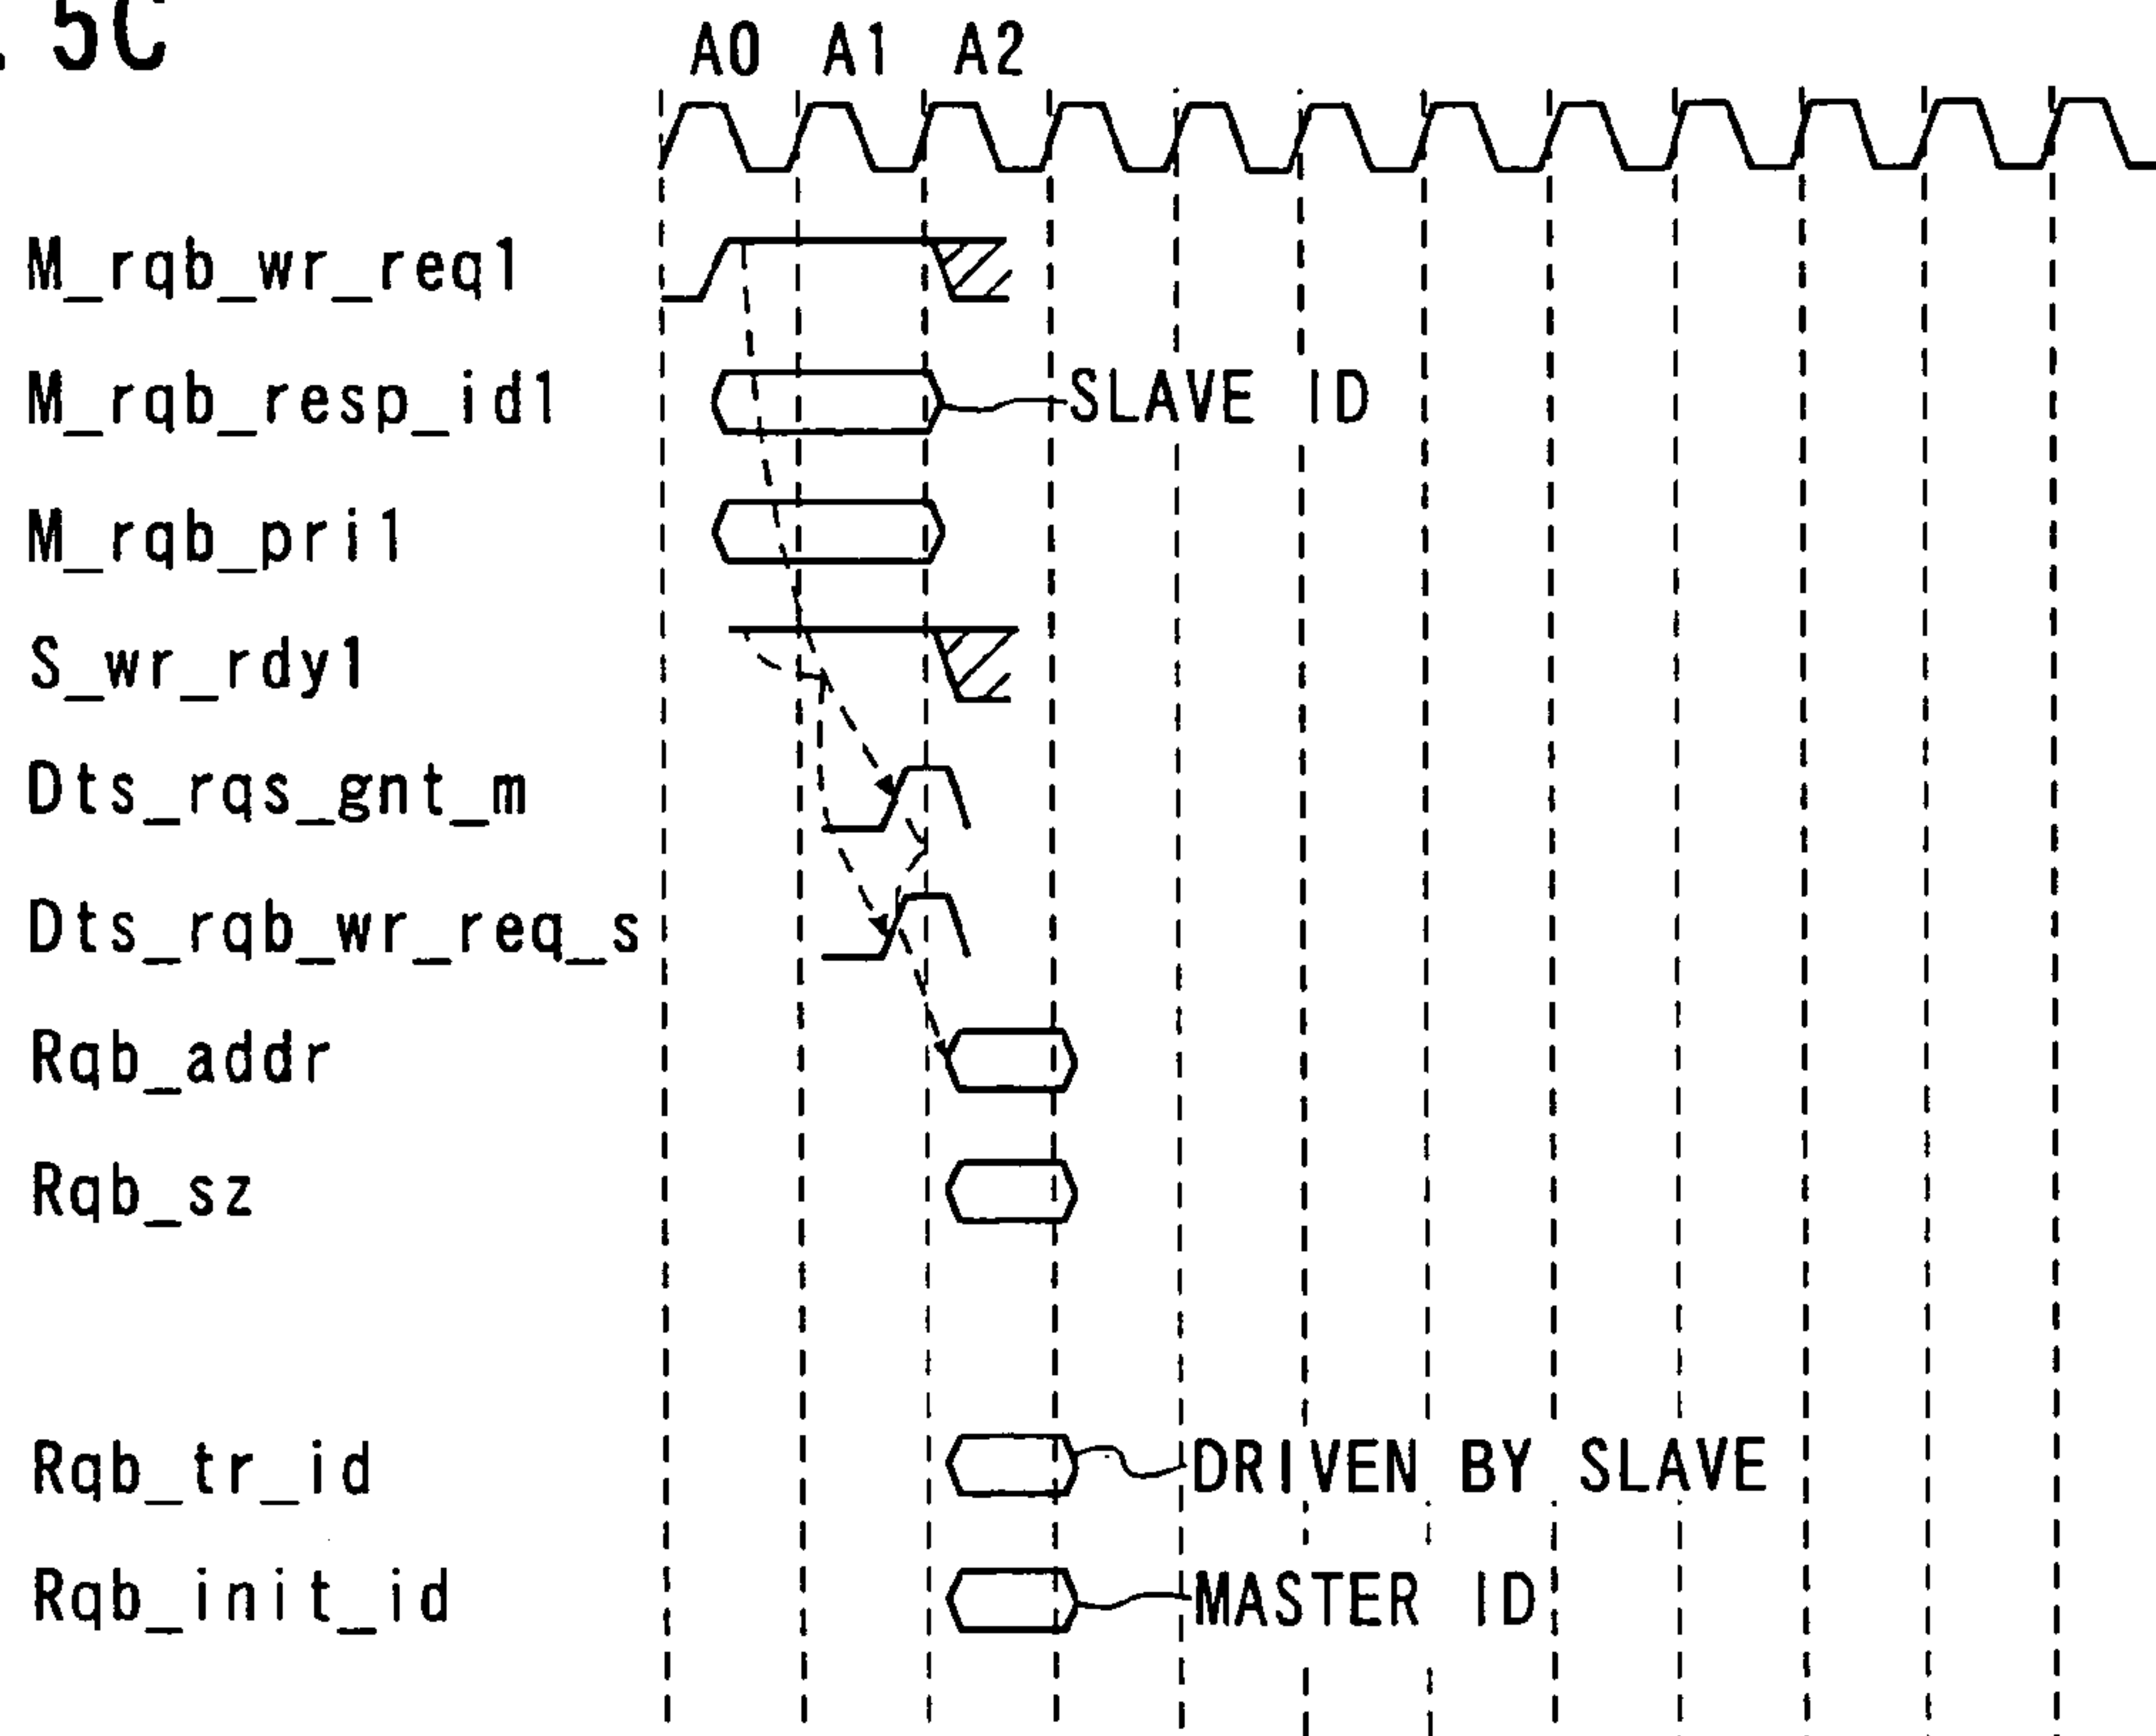 . 5C
A0 A1 A2
M_rqb_wr_req1
M_rqb_resp_id1
SLAVE ID
M_rqb_pri1
S_wr_rdy1
Dts_rqs_gnt_m
Dts_rqb_wr_req_s
Rqb_addr
Rqb_sz
Rqb_tr_id
DRIVEN BY SLAVE
Rqb_init_id
MASTER ID